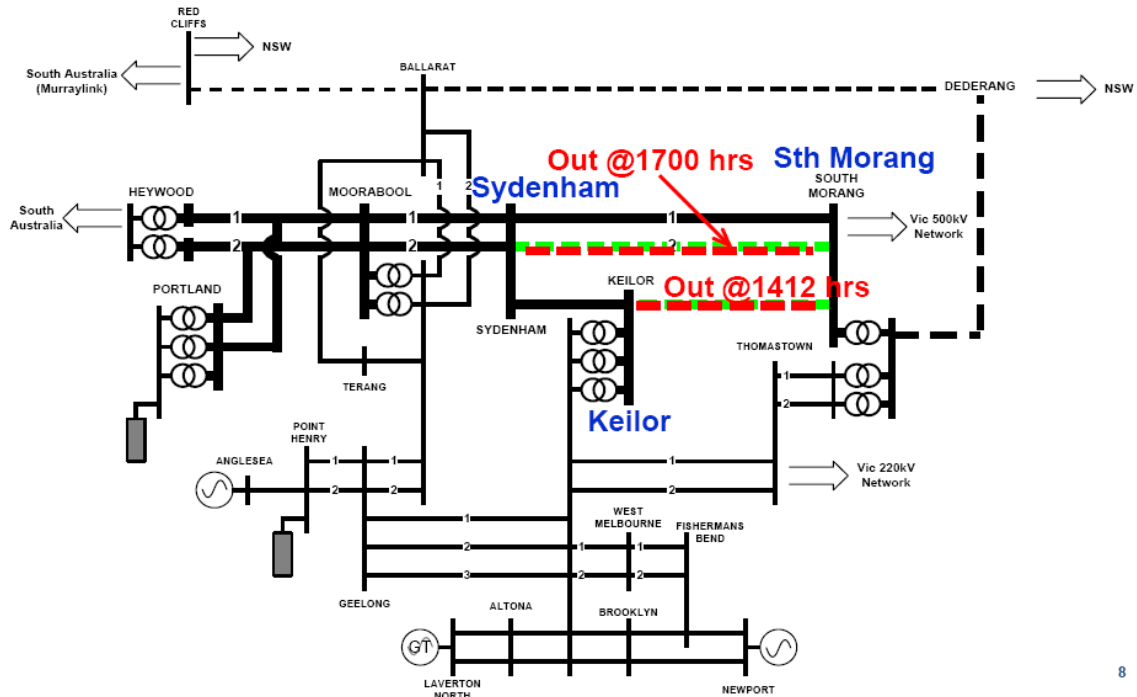 RED
CLIFFS
NSW
South Australia
(Murraylink)
BALLARAT
DEDERANG
NSW
Out @1700 hrs
Sth Morang
SOUTH
MORANG
HEYWOOD
MOORABOOL
1
2
Sydenham
South
Australia
1
1
1
Vic 500kV
Network
2
2
2
KEILOR
Out @1412 hrs
PORTLAND
SYDENHAM
THOMASTOWN
TERANG
1
2
Keilor
POINT
HENRY
ANGLESEA
1
1
1
Vic 220kV
Network
2
2
2
WEST
MELBOURNE
FISHERMANS
BEND
1
2
1
1
3
2
2
GEELONG
ALTONA
BROOKLYN
GT
LAVERTON
NORTH
NEWPORT
8